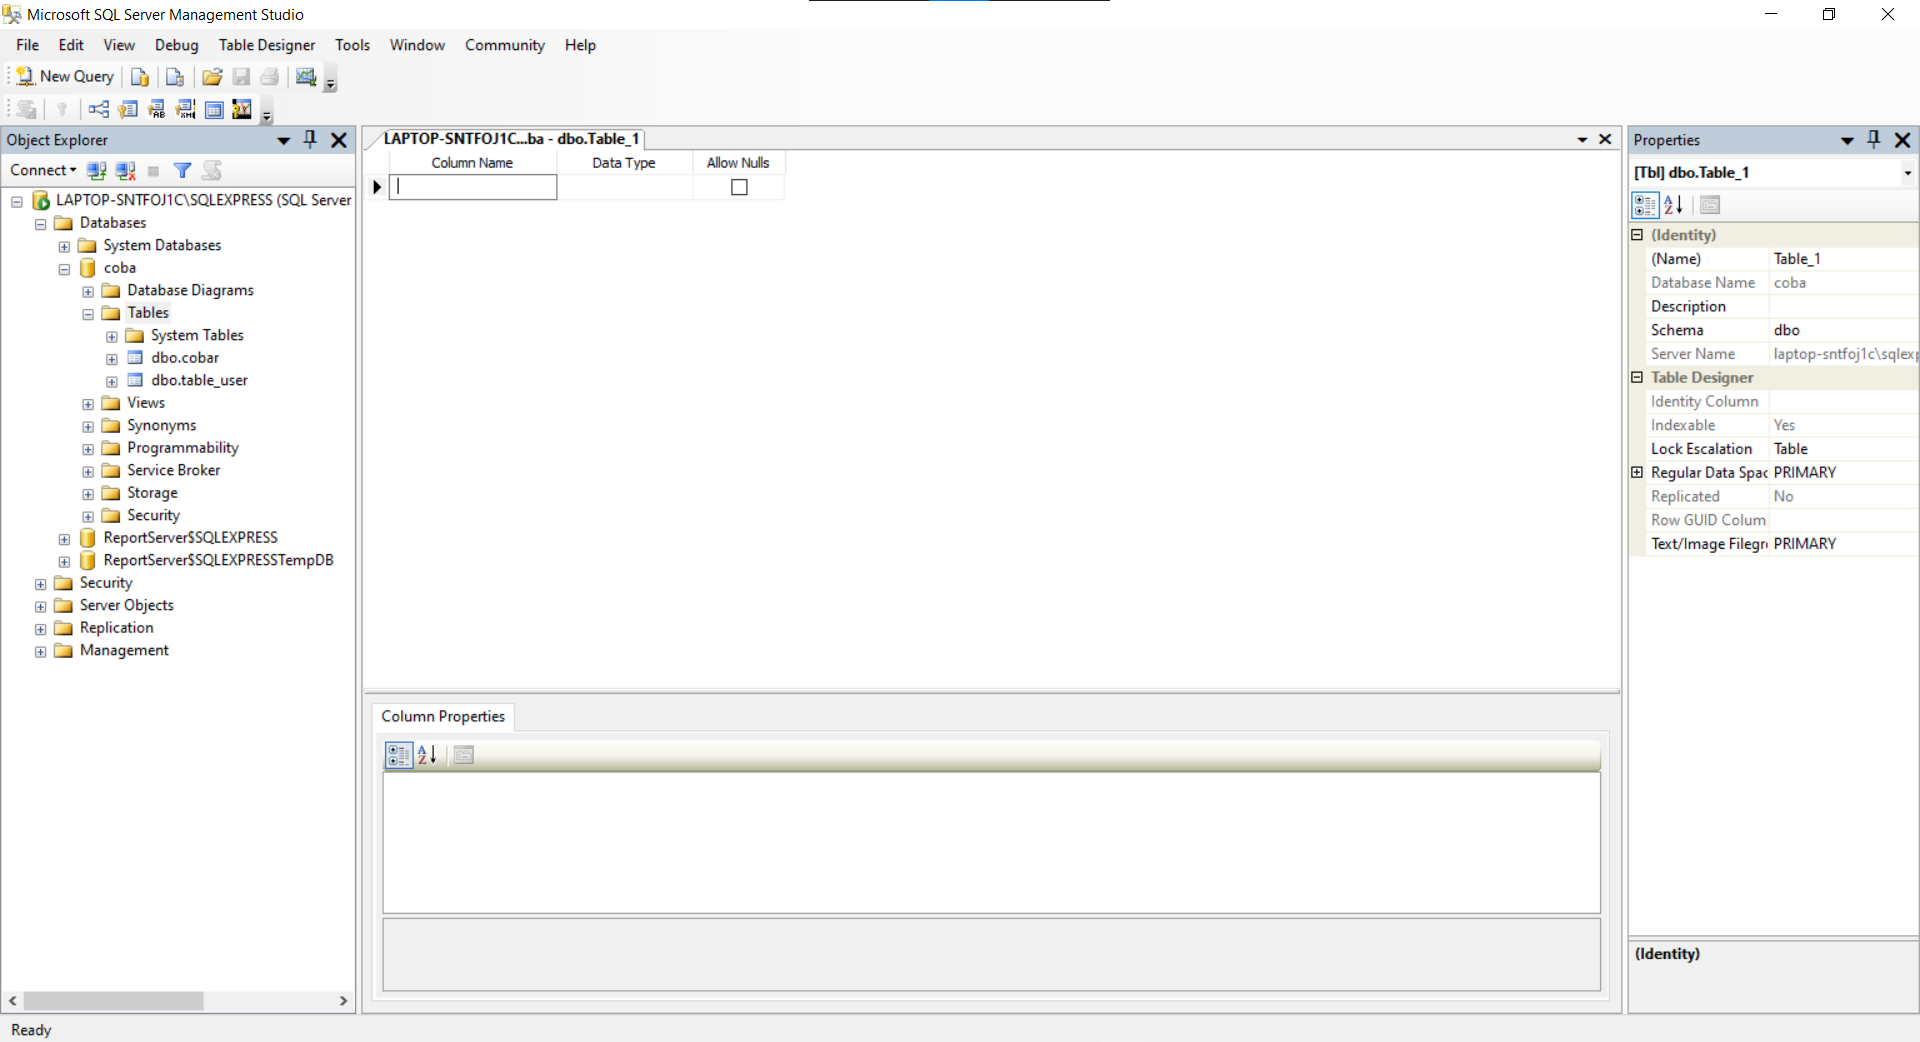 Microsoft SQL Server Management Studio
File Edit View Debug Table Designer Tools Window Community Help
New Query
Object Explorer
Connect
LAPTOP-SNTFOJ1C\SQLEXPRESS (SQL Server
Databases
System Databases
coba
Database Diagrams
Tables
System Tables
dbo.cobar
dbo.table_user
Views
Synonyms
Programmability
Service Broker
Storage
Security
ReportServer$SQLEXPRESS
ReportServer$SQLEXPRESSTempDB
Security
Server Objects
Replication
Management
LAPTOP-SNTFOJ1C...ba - dbo.Table_1
Column Name Data Type Allow Nulls
Column Properties
Properties
[Tbl] dbo.Table_1
(Identity)
(Name) Table_1
Database Name coba
Description
Schema dbo
Server Name laptop-sntfoj1c\sqlexp
Table Designer
Identity Column
Indexable Yes
Lock Escalation Table
Regular Data Spac PRIMARY
Replicated No
Row GUID Colum
Text/Image Filegr PRIMARY
(Identity)
Ready